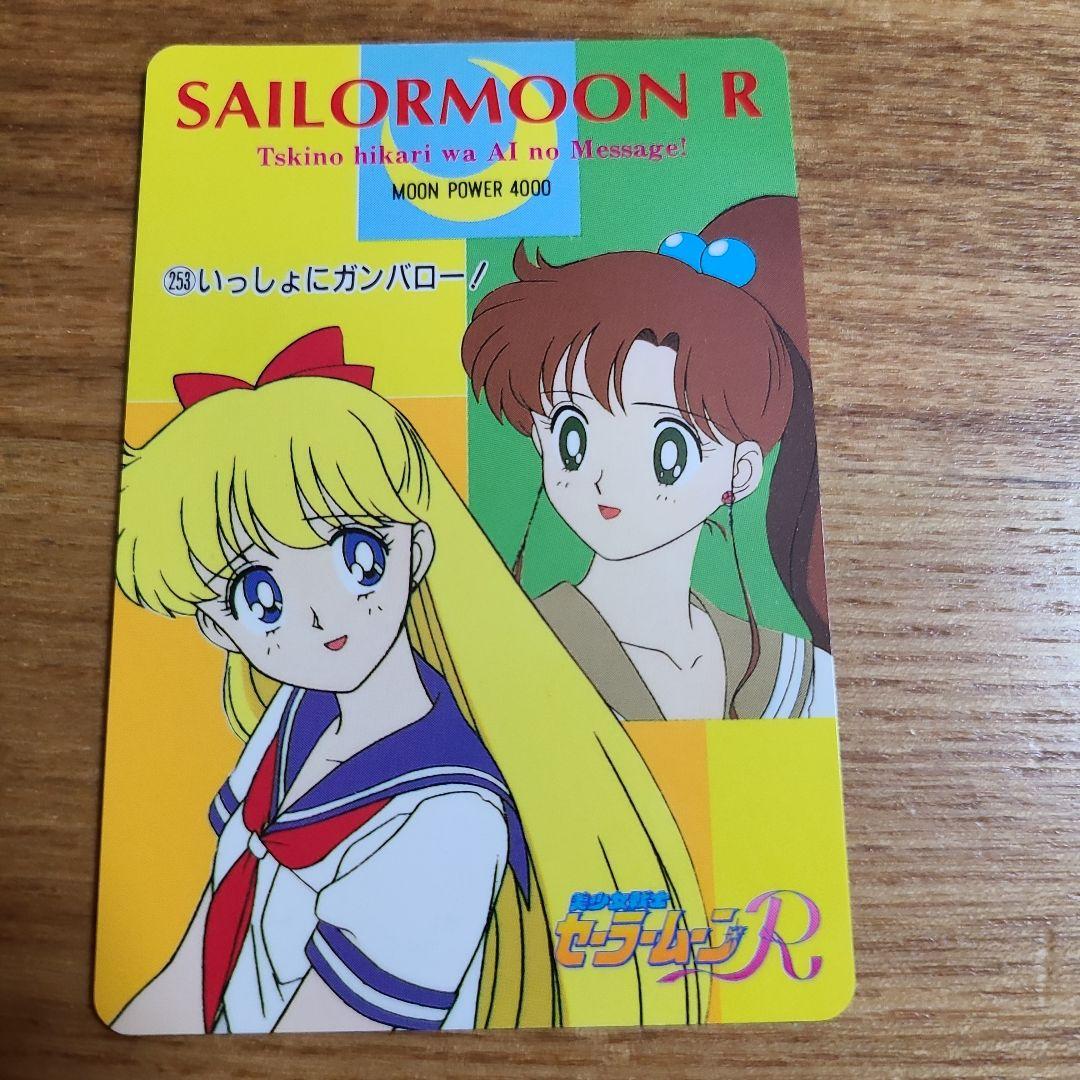 SAILORMOON R
Tskino hikari wa AI no Message!
MOON POWER 4000
253いっしょにガンバロー!
美少女戦士
セーラームーンR